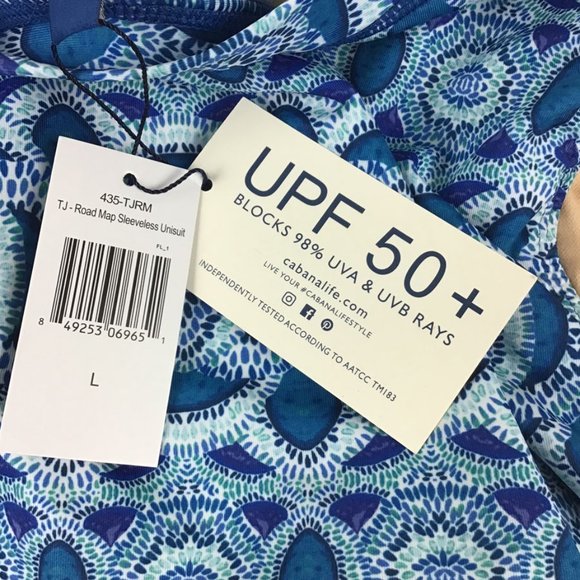 435-TJRM
TJ - Road Map Sleeveless Unisuit
FL_1
8 49253 06965 1
L
UPF 50+
BLOCKS 98% UVA & UVB RAYS
cabanalife.com
LIVE YOUR #CABANALIFESTYLE
INDEPENDENTLY TESTED ACCORDING TO AATCC TM183